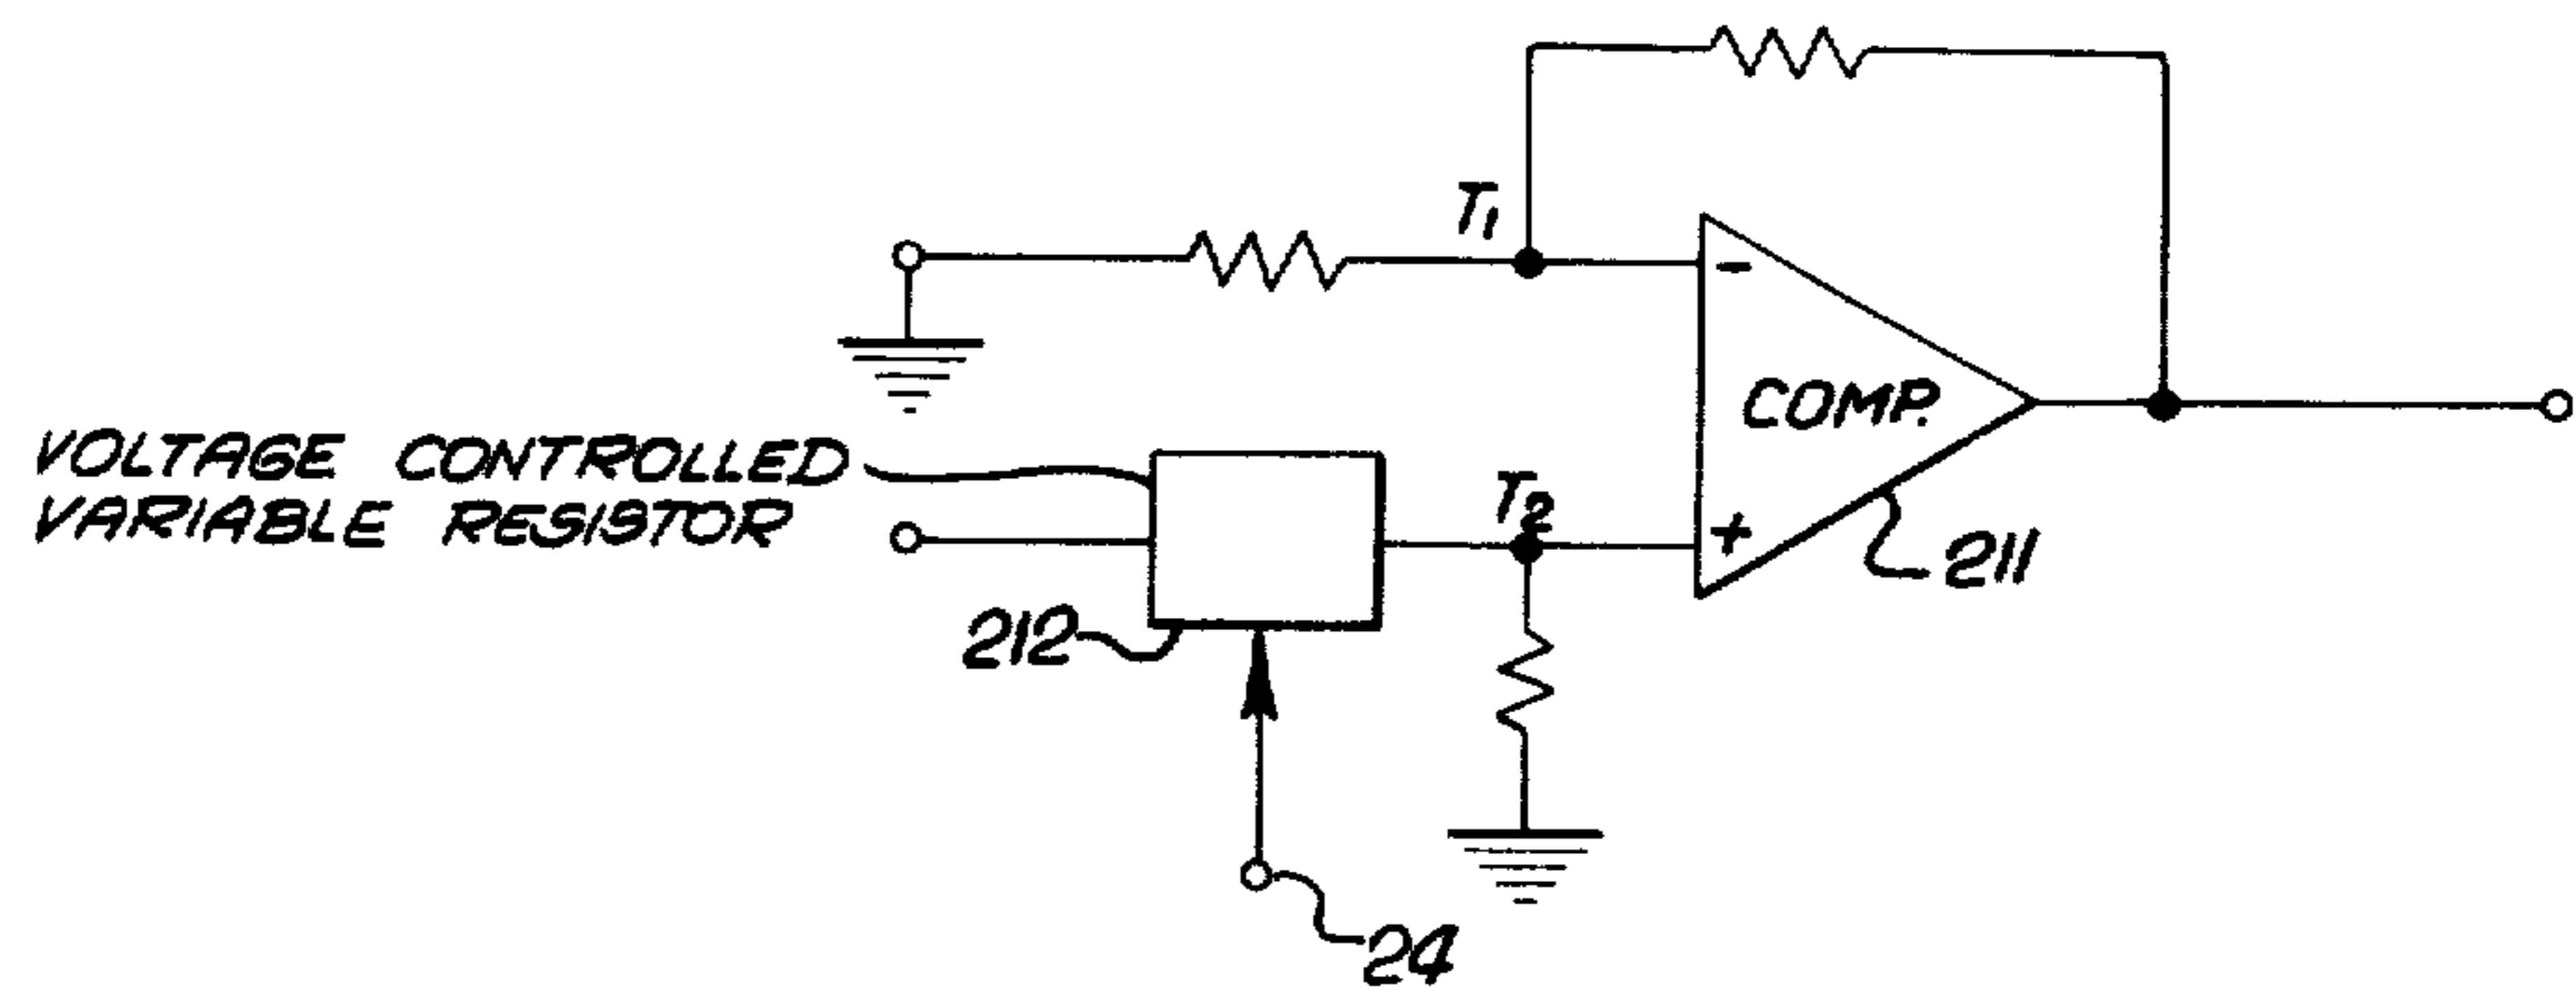 T1
-
COMP.
VOLTAGE CONTROLLED
VARIABLE RESISTOR
T2
+
211
212
24